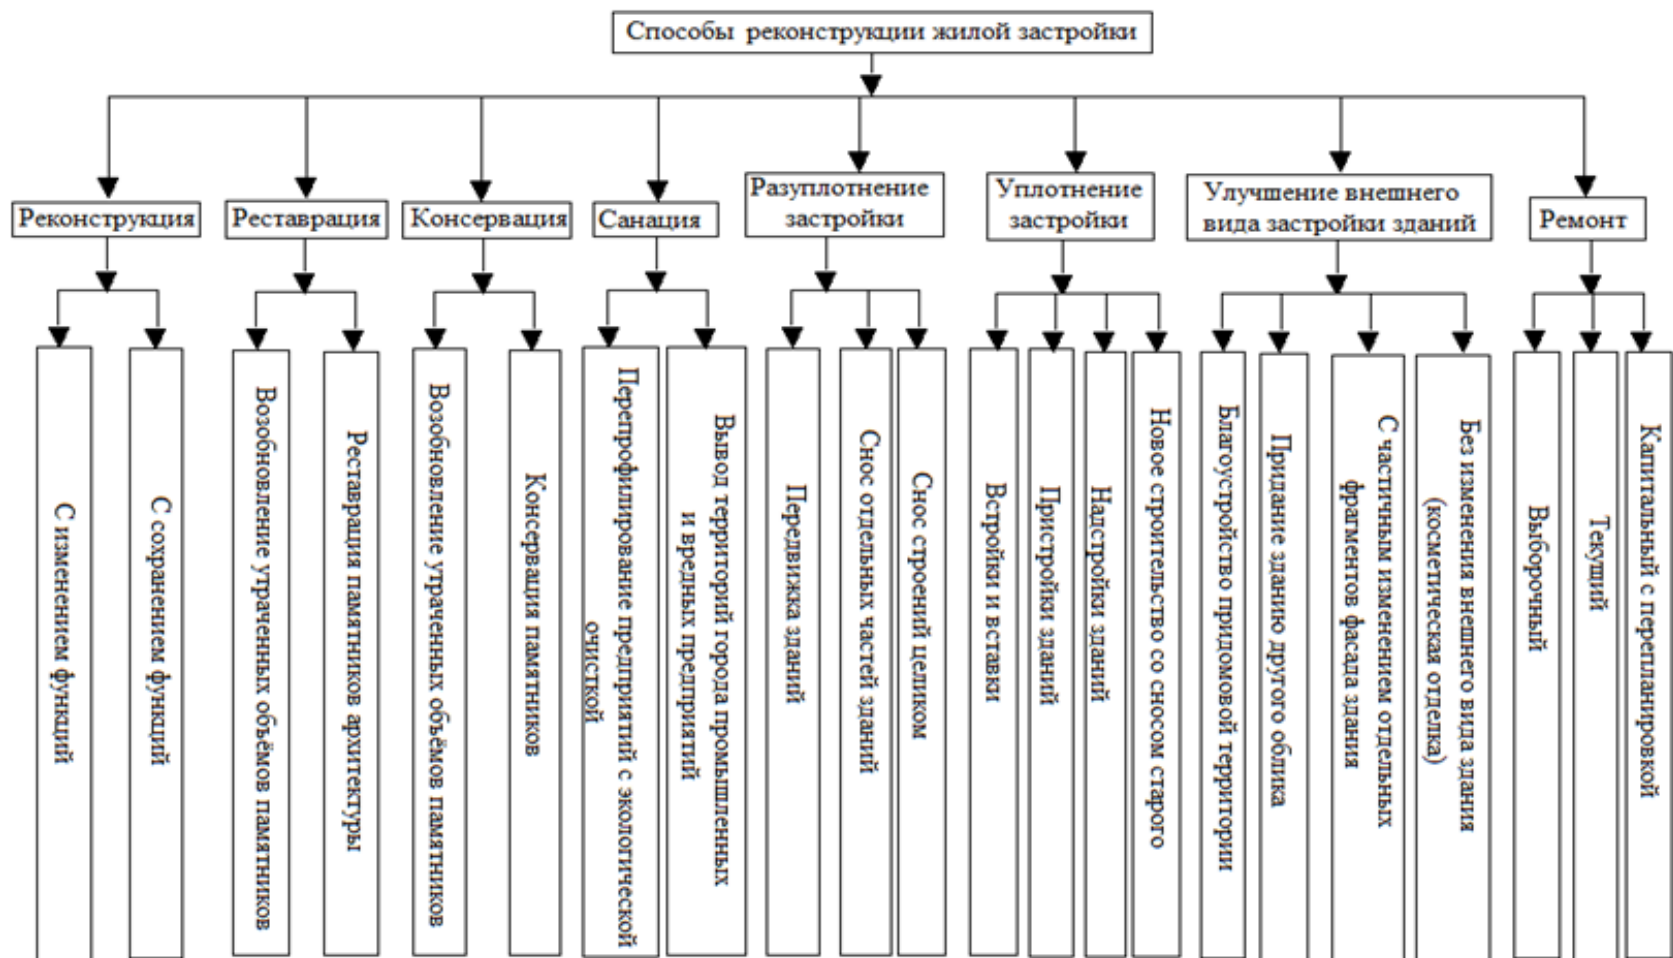 Способы реконструкции жилой застройки
Реконструкция
Реставрация
Консервация
Санация
Разуплотнение
застройки
Уплотнение
застройки
Улучшение внешнего
вида застройки зданий
Ремонт
С изменением функций
С сохранением функций
Возобновление утраченных объёмов памятников
Реставрация памятников архитектуры
Возобновление утраченных объёмов памятников
Консервация памятников
Перепрофилирование предприятий с экологической
очисткой
Вывод территорий города промышленных
и вредных предприятий
Передвижка зданий
Снос отдельных частей зданий
Снос строений целиком
Встройки и вставки
Пристройки зданий
Надстройки зданий
Новое строительство со сносом старого
Благоустройство придомовой территории
Придание зданию другого облика
С частичным изменением отдельных
фрагментов фасада здания
Без изменения внешнего вида здания
(косметическая отделка)
Выборочный
Текущий
Капитальный с перепланировкой